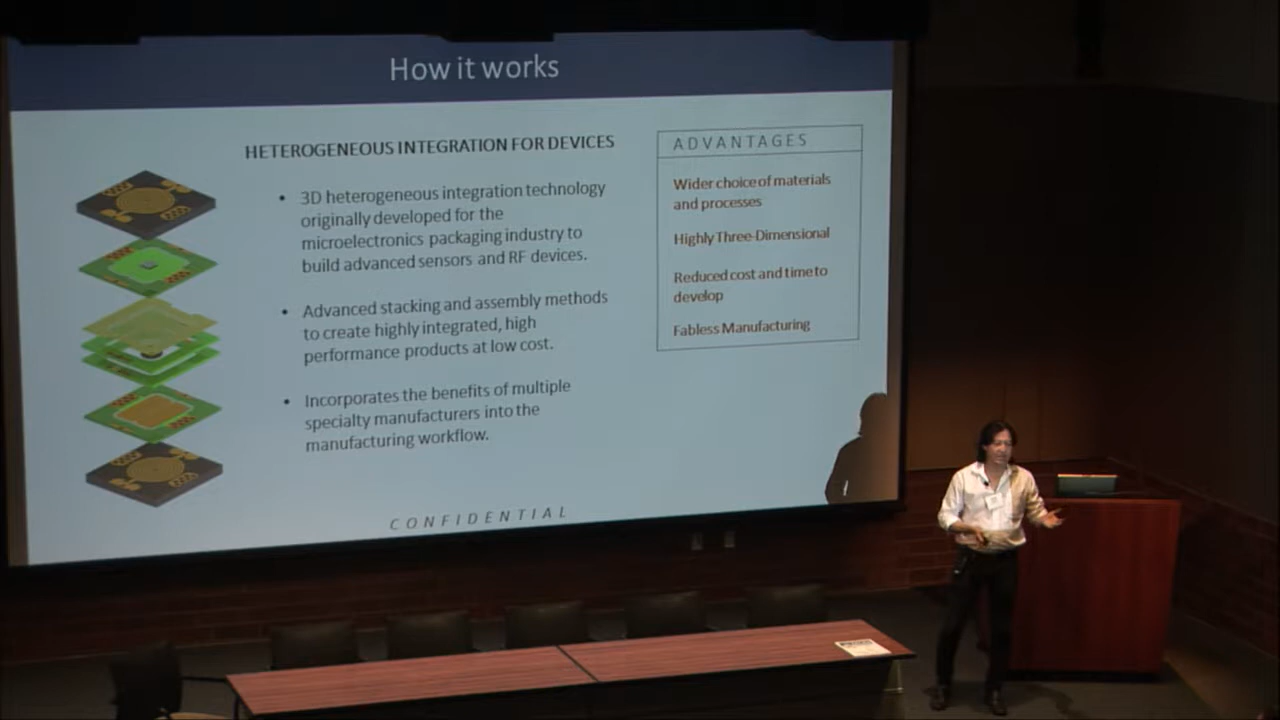 How it works
HETEROGENEOUS INTEGRATION FOR DEVICES
• 3D heterogeneous integration technology
originally developed for the
microelectronics packaging industry to
build advanced sensors and RF devices.
• Advanced stacking and assembly methods
to create highly integrated, high
performance products at low cost.
• Incorporates the benefits of multiple
specialty manufacturers into the
manufacturing workflow.
ADVANTAGES
Wider choice of materials
and processes
Highly Three-Dimensional
Reduced cost and time to
develop
Fabless Manufacturing
CONFIDENTIAL